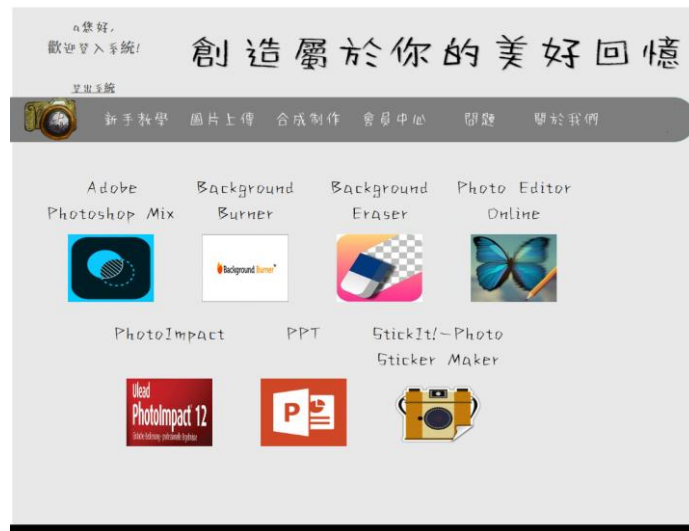 a您好,
歡迎登入系統!
登出系統
創造屬於你的美好回憶
新手教學 圖片上傳 合成制作 會員中心 問題 關於我們
Adobe Photoshop Mix
Background Burner
Background Eraser
Photo Editor Online
Background Burner
PhotoImpact
PPT
StickIt!-Photo Sticker Maker
Ulead
PhotoImpact 12
P